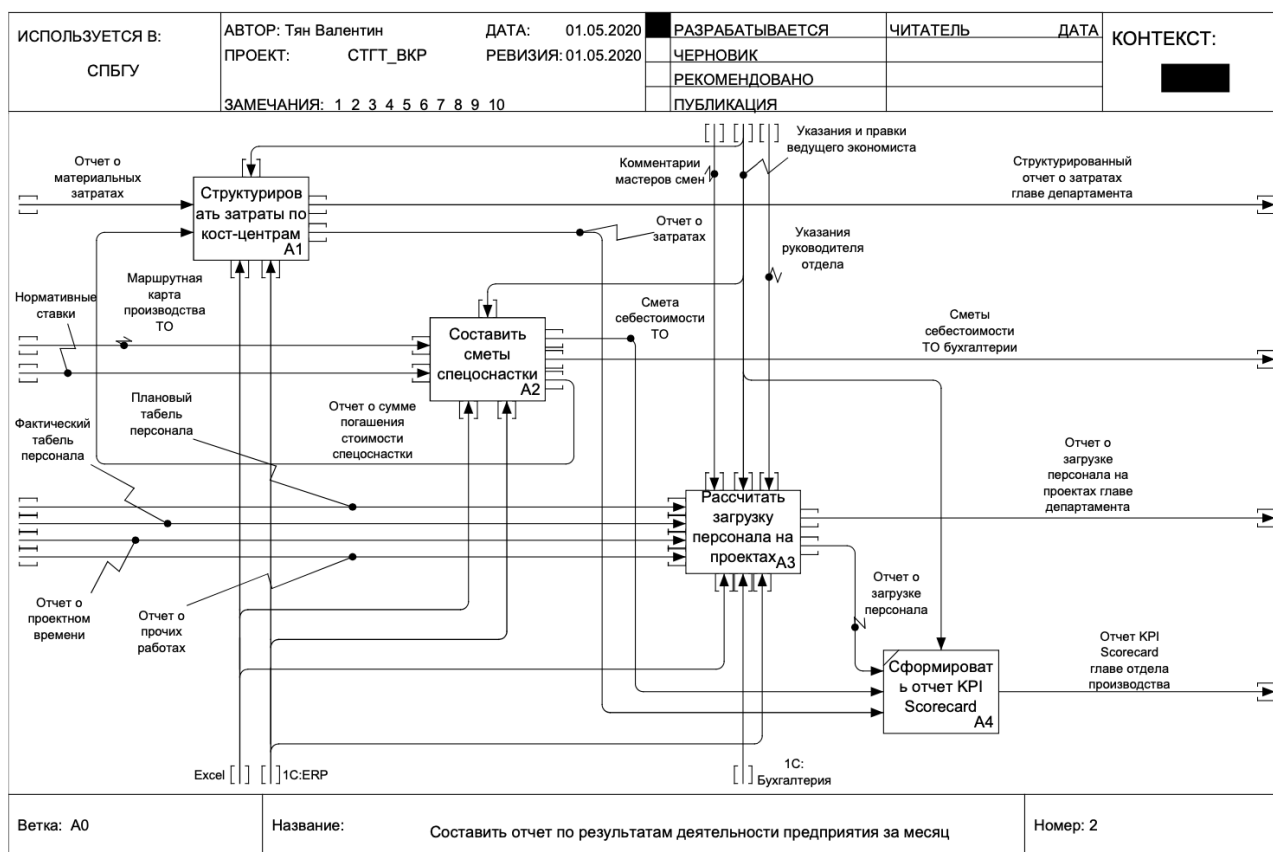 ИСПОЛЬЗУЕТСЯ В:
СПБГУ
АВТОР: Тян Валентин
ДАТА: 01.05.2020
ПРОЕКТ: СТГТ_ВКР
РЕВИЗИЯ: 01.05.2020
ЗАМЕЧАНИЯ: 1 2 3 4 5 6 7 8 9 10
РАЗРАБАТЫВАЕТСЯ
ЧЕРНОВИК
РЕКОМЕНДОВАНО
ПУБЛИКАЦИЯ
ЧИТАТЕЛЬ
ДАТА
КОНТЕКСТ:
Отчет о
материальных
затратах
Структуриров
ать затраты по
кост-центрам
A1
Комментарии
мастеров смен
Указания и правки
ведущего экономиста
Структурированный
отчет о затратах
главе департамента
Отчет о
затратах
Указания
руководителя
отдела
Нормативные
ставки
Маршрутная
карта
производства
ТО
Составить
сметы
спецоснастки
A2
Смета
себестоимости
ТО
Сметы
себестоимости
ТО бухгалтерии
Фактический
табель
персонала
Плановый
табель
персонала
Отчет о сумме
погашения
стоимости
спецоснастки
Рассчитать
загрузку
персонала на
проектах
A3
Отчет о
загрузке
персонала на
проектах главе
департамента
Отчет о
проектном
времени
Отчет о
прочих
работах
Отчет о
загрузке
персонала
Сформироват
ь отчет KPI
Scorecard
A4
Отчет KPI
Scorecard
главе отдела
производства
Excel
1C:ERP
1C:
Бухгалтерия
Ветка: A0
Название:
Составить отчет по результатам деятельности предприятия за месяц
Номер: 2